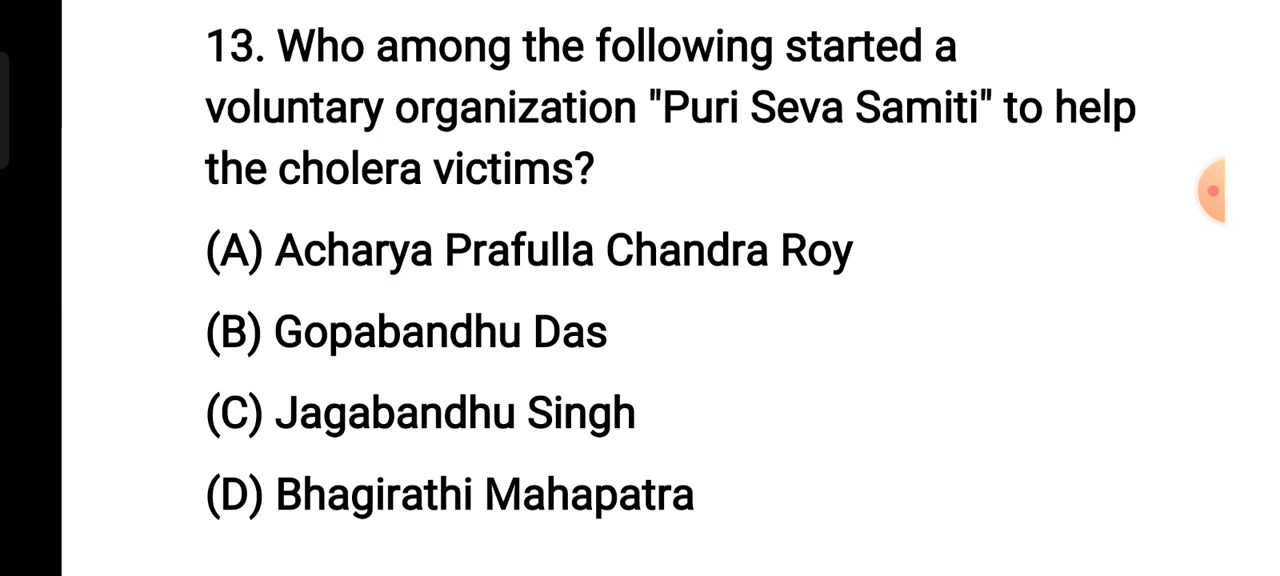 13. Who among the following started a
voluntary organization "Puri Seva Samiti" to help
the cholera victims?
(A) Acharya Prafulla Chandra Roy
(B) Gopabandhu Das
(C) Jagabandhu Singh
(D) Bhagirathi Mahapatra